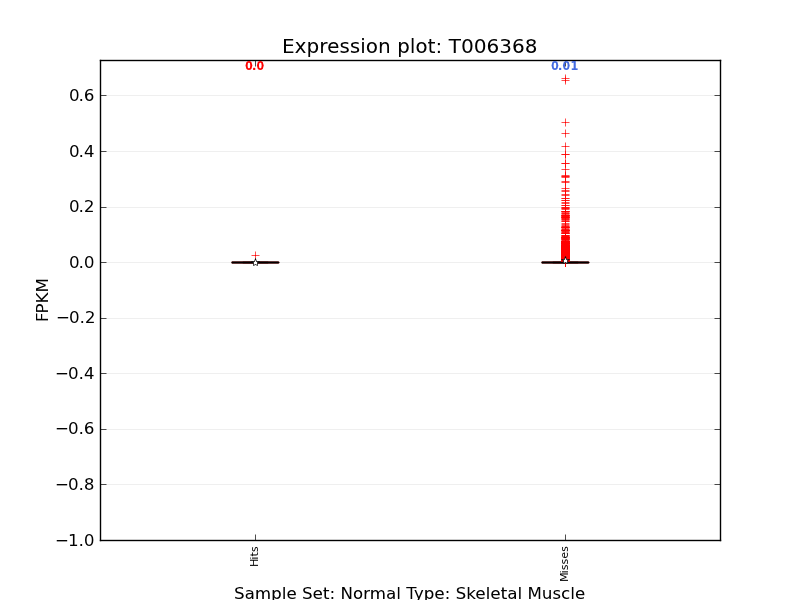 Expression plot: T006368
0.0
0.01
0.6
0.4
0.2
0.0
−0.2
−0.4
−0.6
−0.8
−1.0
FPKM
Hits
Misses
Sample Set: Normal Type: Skeletal Muscle